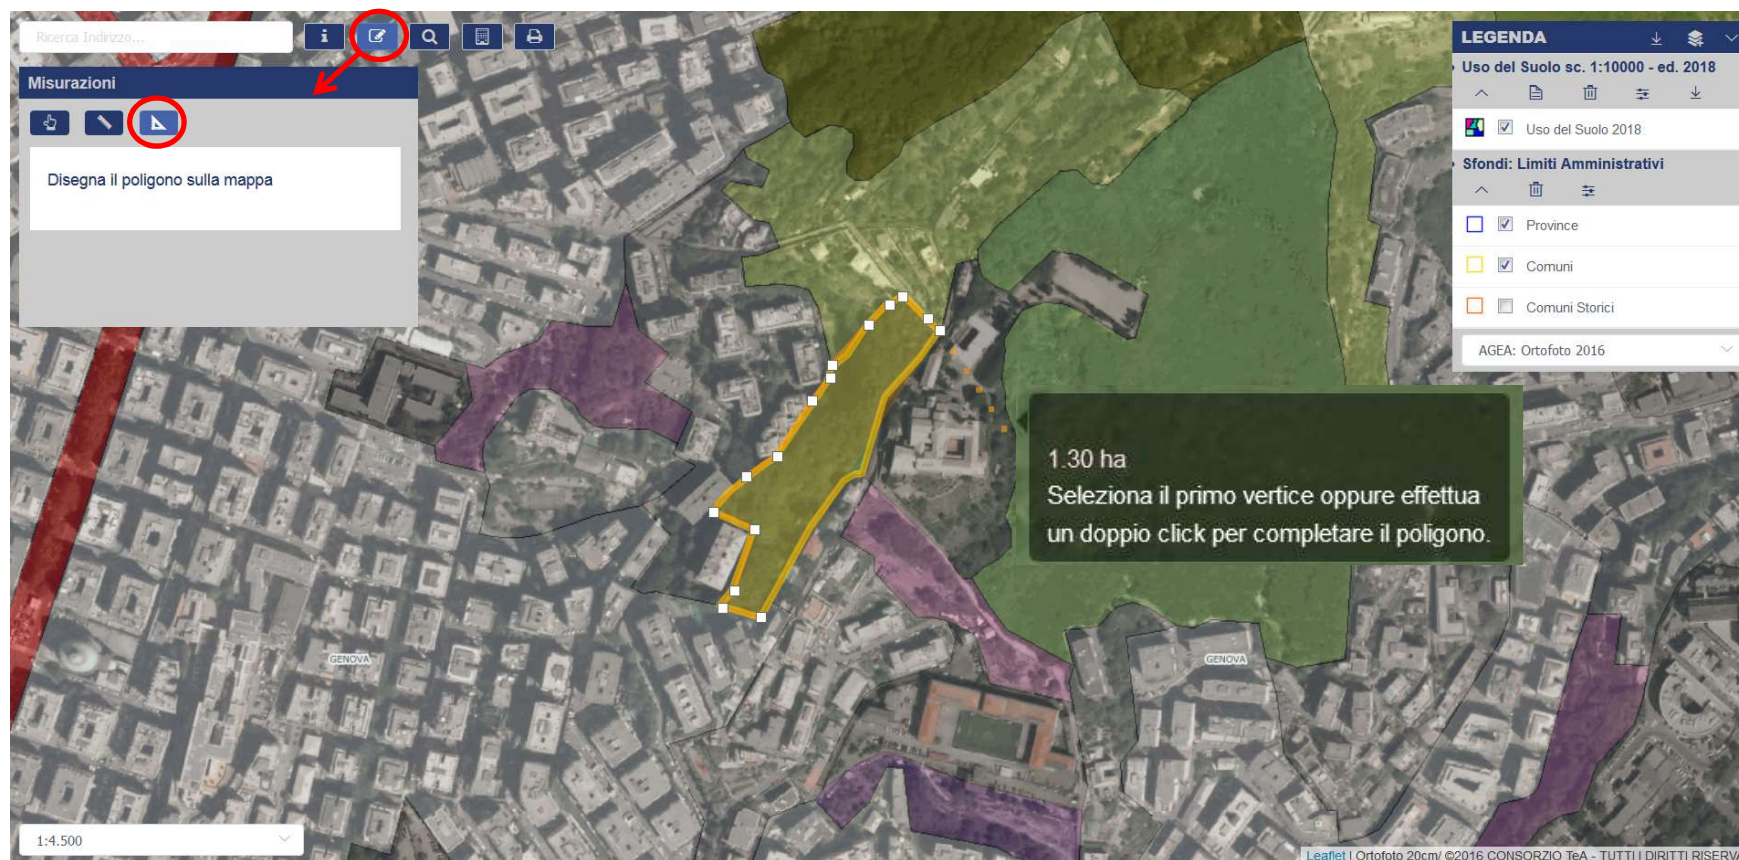 Ricerca Indirizzo...
Misurazioni
Disegna il poligono sulla mappa
LEGENDA
Uso del Suolo sc. 1:10000 - ed. 2018
Uso del Suolo 2018
Sfondi: Limiti Amministrativi
Province
Comuni
Comuni Storici
AGEA: Ortofoto 2016
1.30 ha
Seleziona il primo vertice oppure effettua
un doppio click per completare il poligono.
GENOVA
GENOVA
1:4.500
Leaflet | Ortofoto 20cm/ ©2016 CONSORZIO TeA - TUTTI I DIRITTI RISERVA